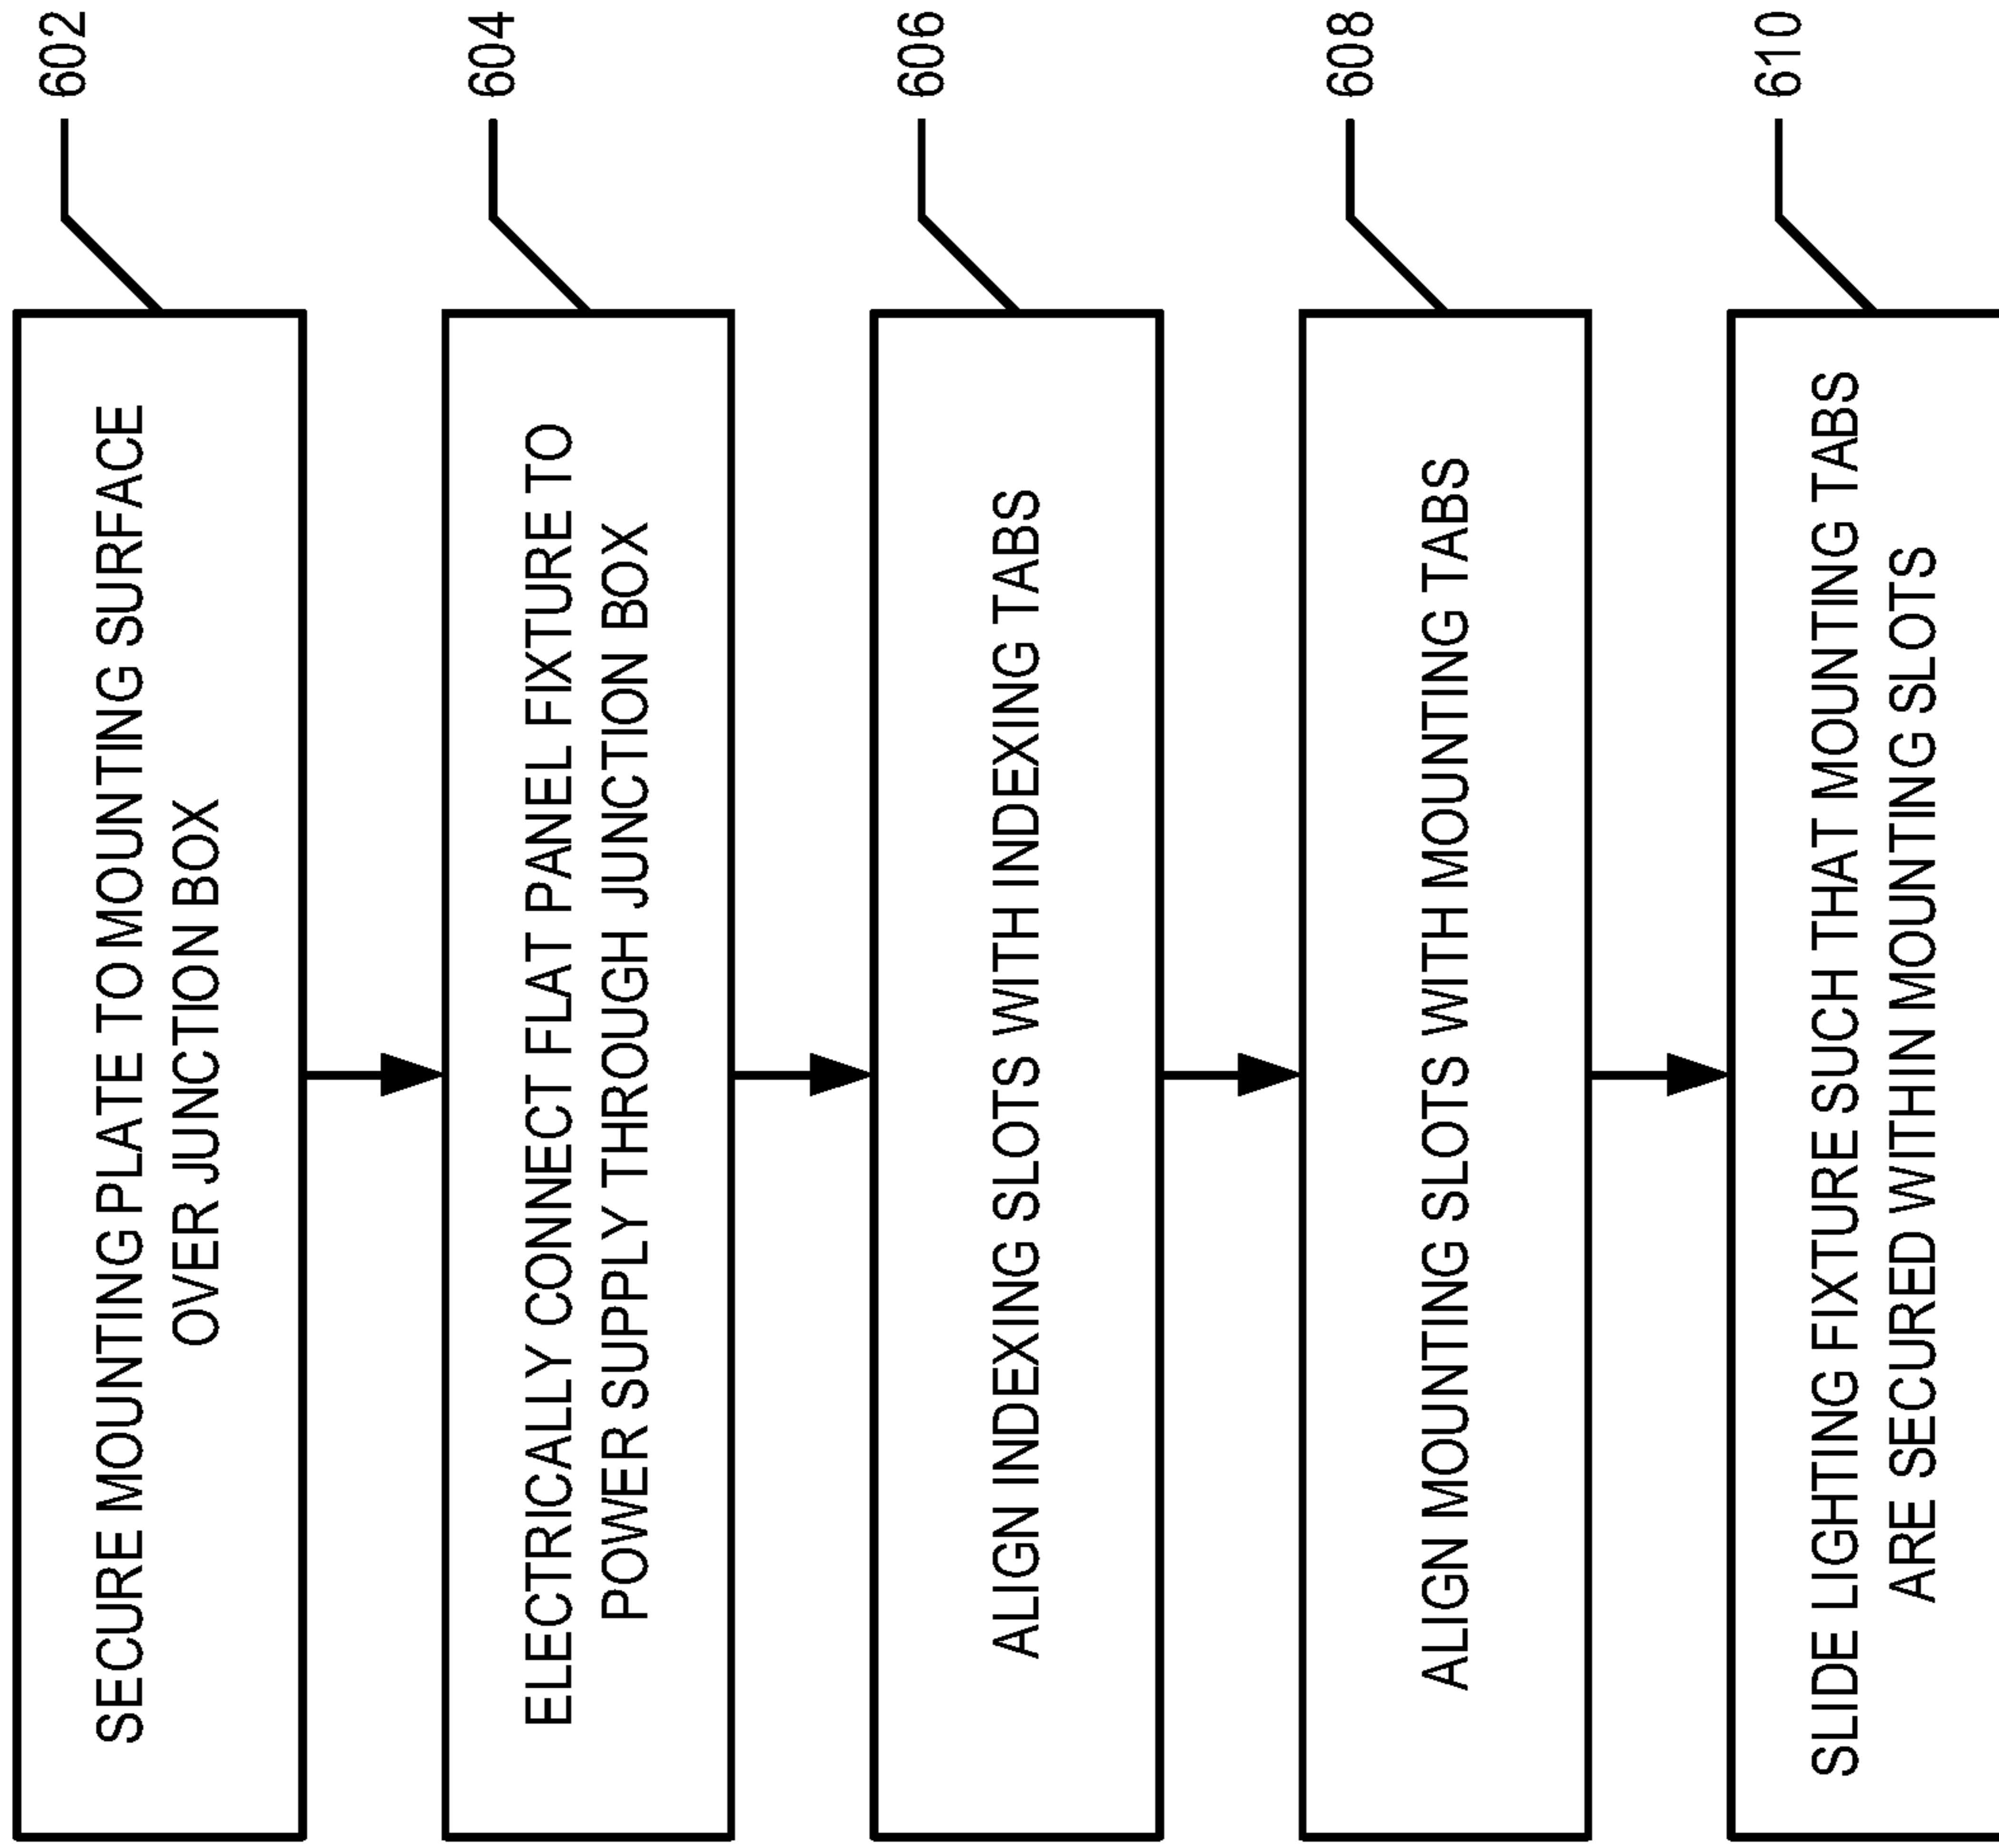 602
SECURE MOUNTING PLATE TO MOUNTING SURFACE
OVER JUNCTION BOX
604
ELECTRICALLY CONNECT FLAT PANEL FIXTURE TO
POWER SUPPLY THROUGH JUNCTION BOX
606
ALIGN INDEXING SLOTS WITH INDEXING TABS
608
ALIGN MOUNTING SLOTS WITH MOUNTING TABS
610
SLIDE LIGHTING FIXTURE SUCH THAT MOUNTING TABS
ARE SECURED WITHIN MOUNTING SLOTS